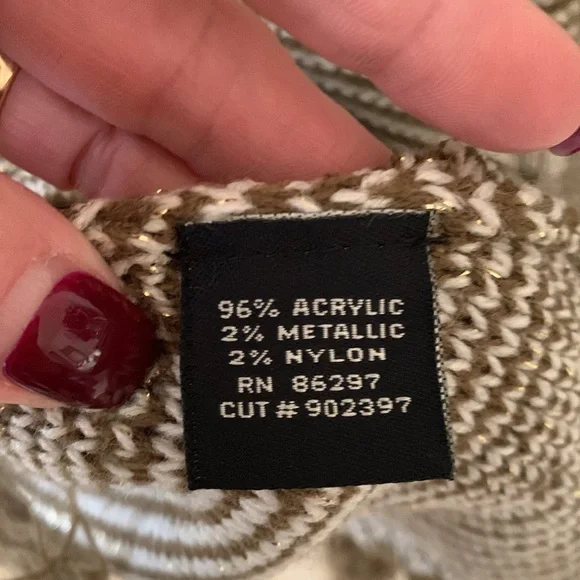 96% ACRYLIC
2% METALLIC
2% NYLON
RN 86297
CUT # 902397